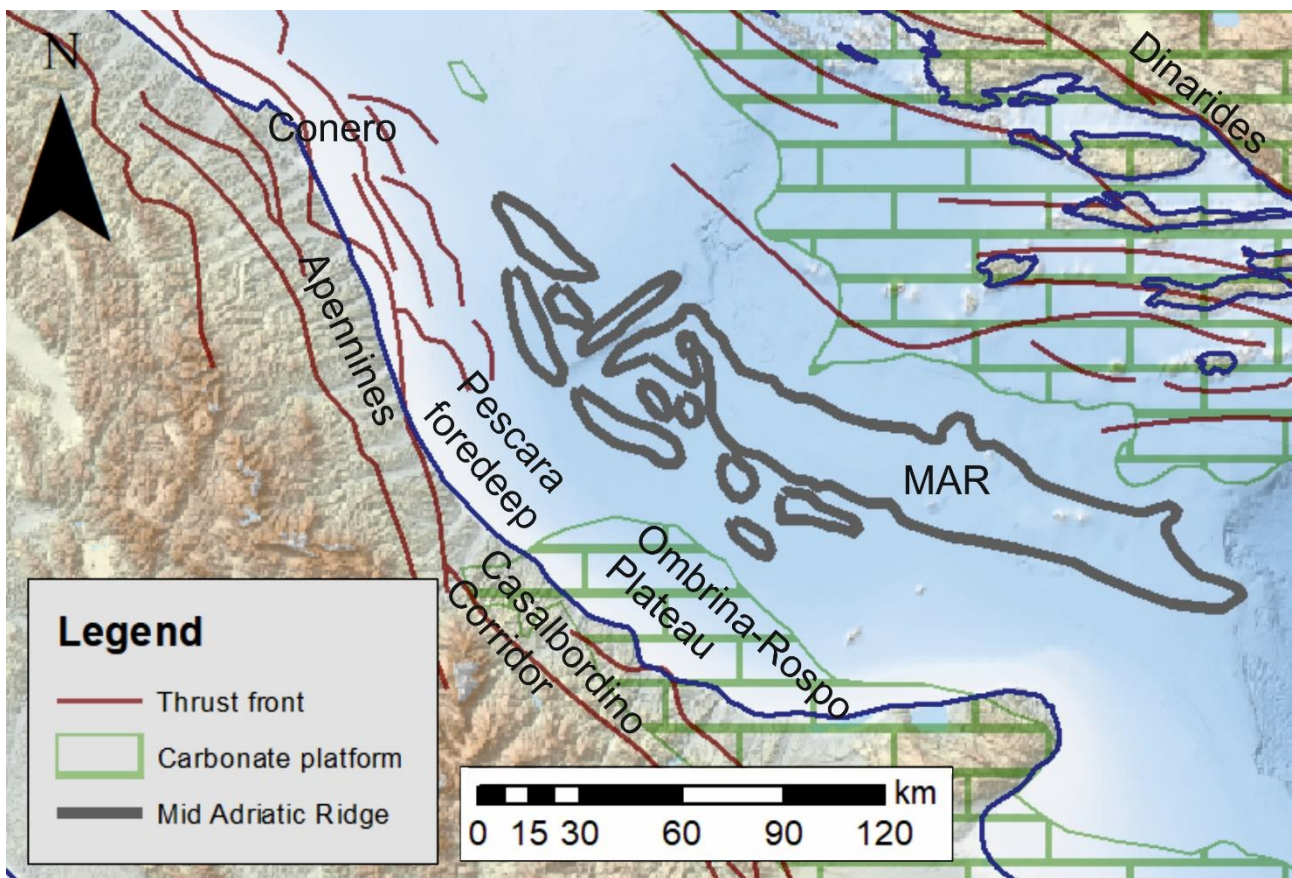 N
Dinarides
Conero
Apennines
Pescara
foredeep
MAR
Ombrina-Rospo
Plateau
Casalbordino
Corridor
Legend
Thrust front
Carbonate platform
Mid Adriatic Ridge
km
0 15 30 60 90 120